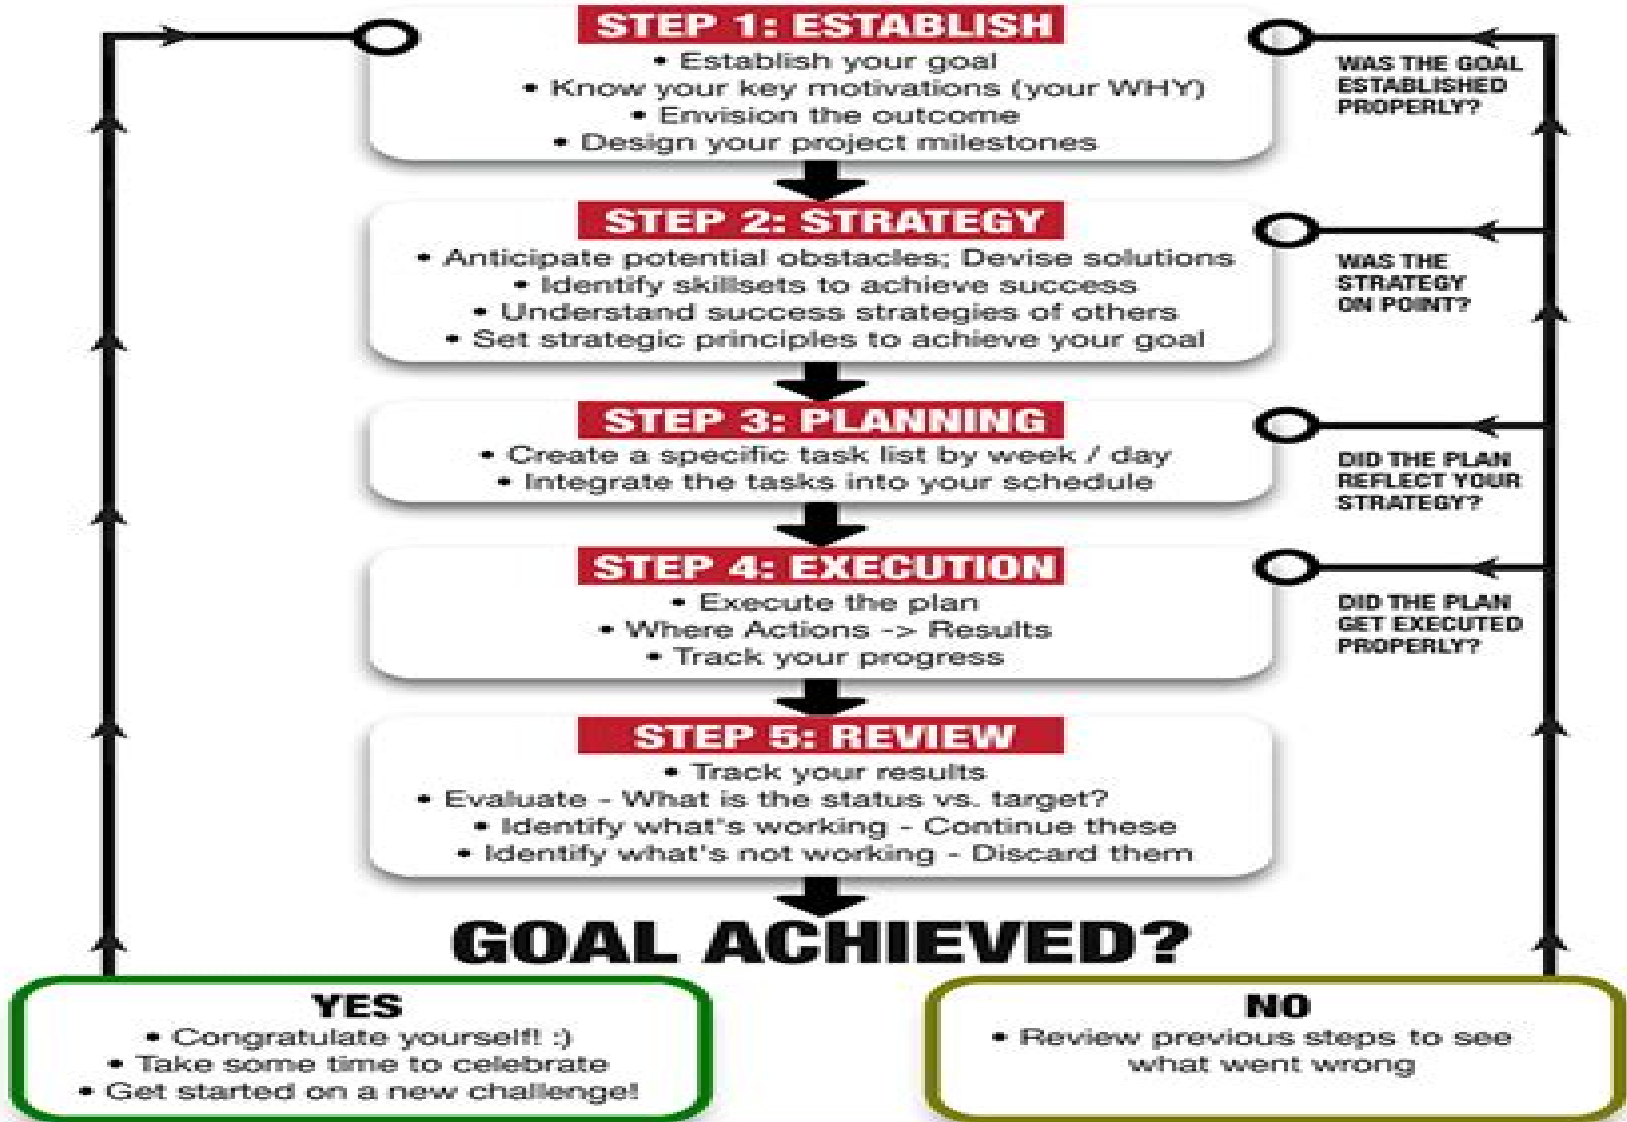 STEP 1: ESTABLISH
• Establish your goal
• Know your key motivations (your WHY)
• Envision the outcome
• Design your project milestones
WAS THE GOAL
ESTABLISHED
PROPERLY?
STEP 2: STRATEGY
• Anticipate potential obstacles; Devise solutions
• Identify skillsets to achieve success
• Understand success strategies of others
• Set strategic principles to achieve your goal
WAS THE
STRATEGY
ON POINT?
STEP 3: PLANNING
• Create a specific task list by week / day
• Integrate the tasks into your schedule
DID THE PLAN
REFLECT YOUR
STRATEGY?
STEP 4: EXECUTION
• Execute the plan
• Where Actions -> Results
• Track your progress
DID THE PLAN
GET EXECUTED
PROPERLY?
STEP 5: REVIEW
• Track your results
• Evaluate - What is the status vs. target?
• Identify what's working - Continue these
• Identify what's not working - Discard them
GOAL ACHIEVED?
YES
• Congratulate yourself! :)
• Take some time to celebrate
• Get started on a new challenge!
NO
• Review previous steps to see
what went wrong